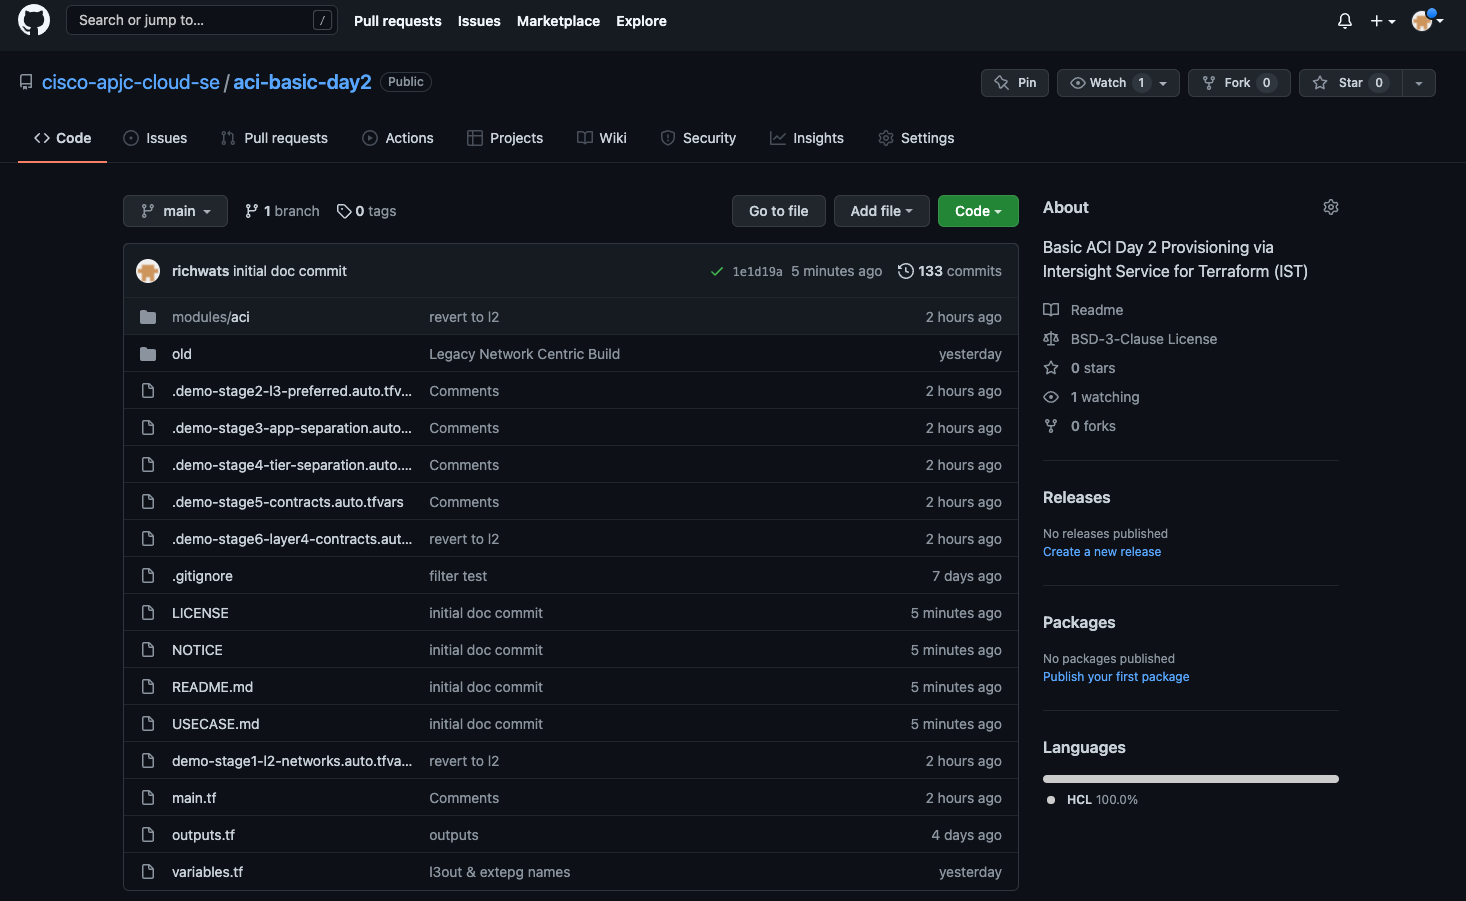 Search or jump to... /
Pull requests Issues Marketplace Explore
cisco-apjc-cloud-se / aci-basic-day2 Public
Pin Watch 1 Fork 0 Star 0
Code Issues Pull requests Actions Projects Wiki Security Insights Settings
main 1 branch 0 tags Go to file Add file Code
richwats initial doc commit 1e1d19a 5 minutes ago 133 commits
modules/aci revert to l2 2 hours ago
old Legacy Network Centric Build yesterday
.demo-stage2-l3-preferred.auto.tfv... Comments 2 hours ago
.demo-stage3-app-separation.auto... Comments 2 hours ago
.demo-stage4-tier-separation.auto.... Comments 2 hours ago
.demo-stage5-contracts.auto.tfvars Comments 2 hours ago
.demo-stage6-layer4-contracts.aut... revert to l2 2 hours ago
.gitignore filter test 7 days ago
LICENSE initial doc commit 5 minutes ago
NOTICE initial doc commit 5 minutes ago
README.md initial doc commit 5 minutes ago
USECASE.md initial doc commit 5 minutes ago
demo-stage1-l2-networks.auto.tfva... revert to l2 2 hours ago
main.tf Comments 2 hours ago
outputs.tf outputs 4 days ago
variables.tf l3out & extepg names yesterday
About
Basic ACI Day 2 Provisioning via
Intersight Service for Terraform (IST)
Readme
BSD-3-Clause License
0 stars
1 watching
0 forks
Releases
No releases published
Create a new release
Packages
No packages published
Publish your first package
Languages
HCL 100.0%